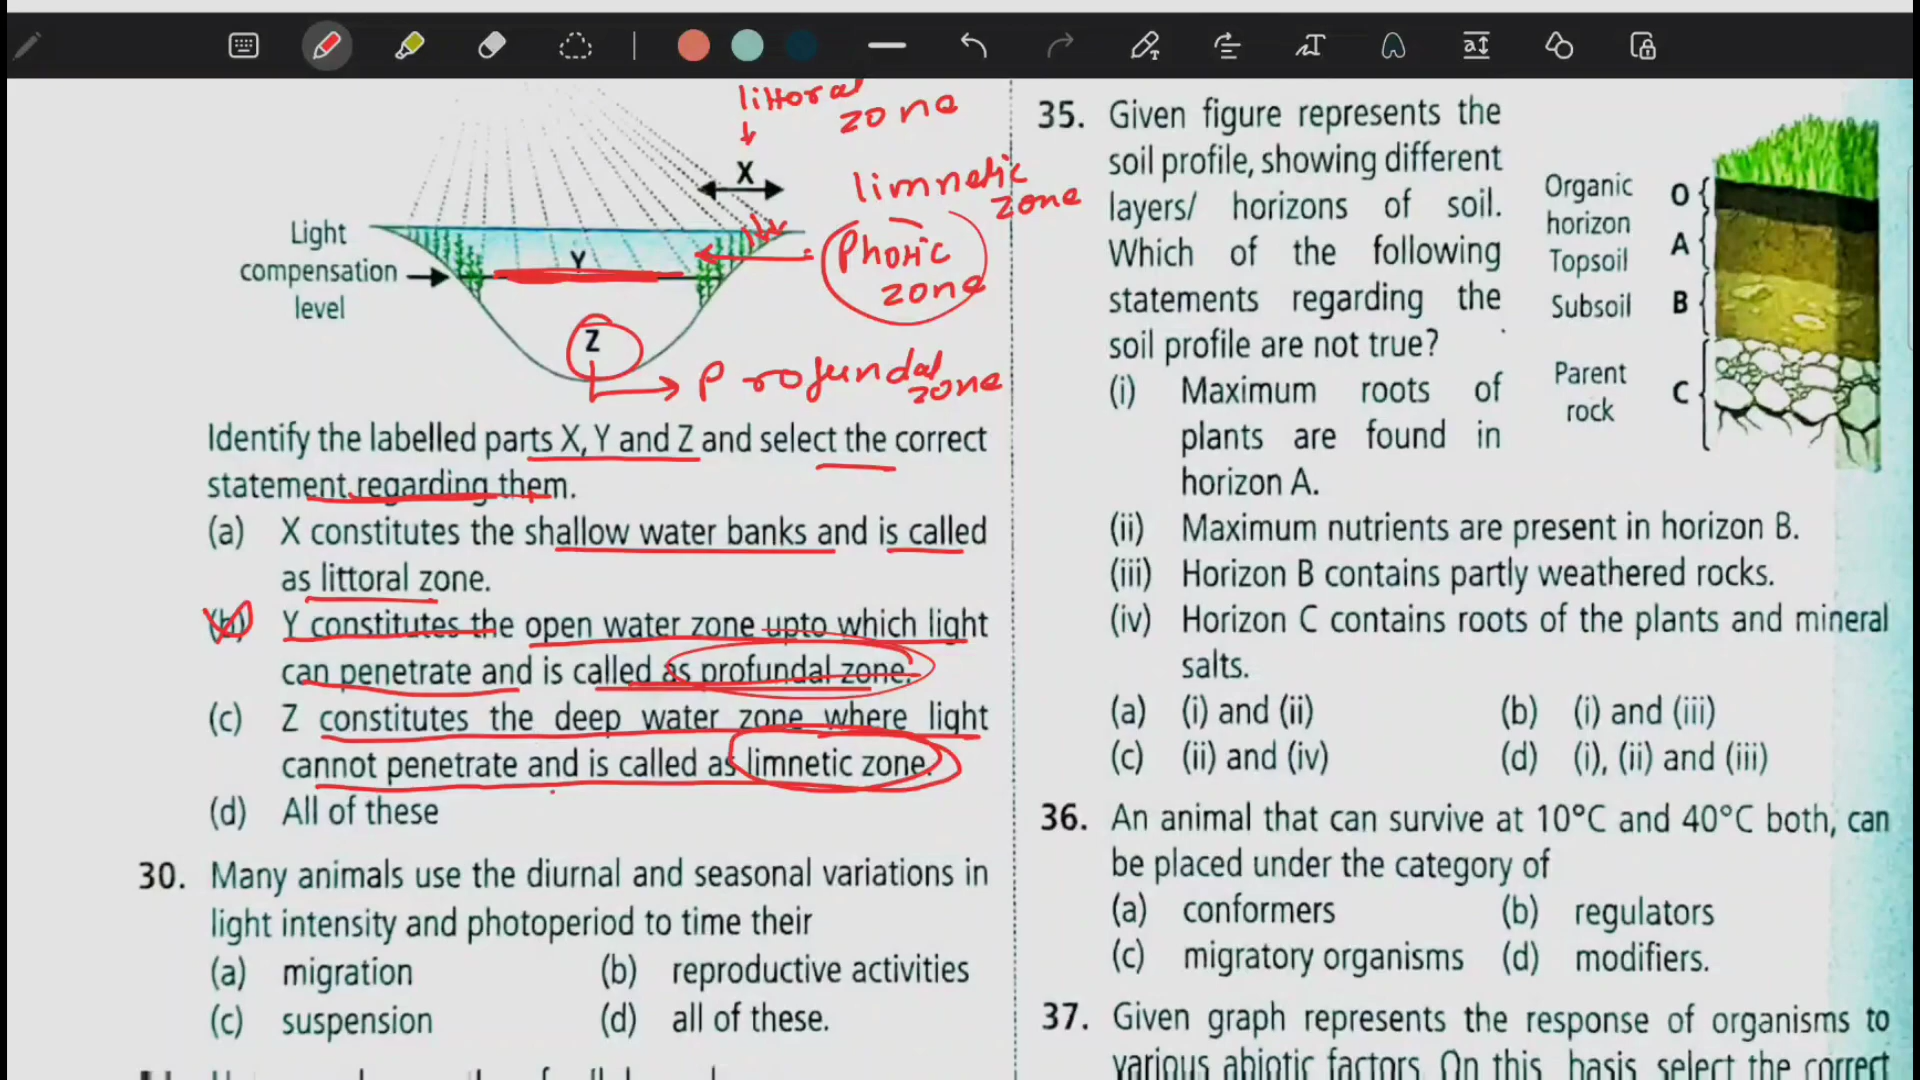 littoral
zone
X
limnetic
zone
Light
compensation
level
Y
Photic
zone
Z
Profundal
zone
Identify the labelled parts X, Y and Z and select the correct
statement regarding them.
(a) X constitutes the shallow water banks and is called
as littoral zone.
(b) Y constitutes the open water zone upto which light
can penetrate and is called as profundal zone.
(c) Z constitutes the deep water zone where light
cannot penetrate and is called as limnetic zone.
(d) All of these
30. Many animals use the diurnal and seasonal variations in
light intensity and photoperiod to time their
(a) migration (b) reproductive activities
(c) suspension (d) all of these.
35. Given figure represents the
soil profile, showing different
layers/ horizons of soil.
Which of the following
statements regarding the
soil profile are not true?
Organic
horizon
O
Topsoil
A
Subsoil
B
Parent
rock
C
(i) Maximum roots of
plants are found in
horizon A.
(ii) Maximum nutrients are present in horizon B.
(iii) Horizon B contains partly weathered rocks.
(iv) Horizon C contains roots of the plants and mineral
salts.
(a) (i) and (ii) (b) (i) and (iii)
(c) (ii) and (iv) (d) (i), (ii) and (iii)
36. An animal that can survive at 10°C and 40°C both, can
be placed under the category of
(a) conformers (b) regulators
(c) migratory organisms (d) modifiers.
37. Given graph represents the response of organisms to
various abiotic factors. On this basis select the correct